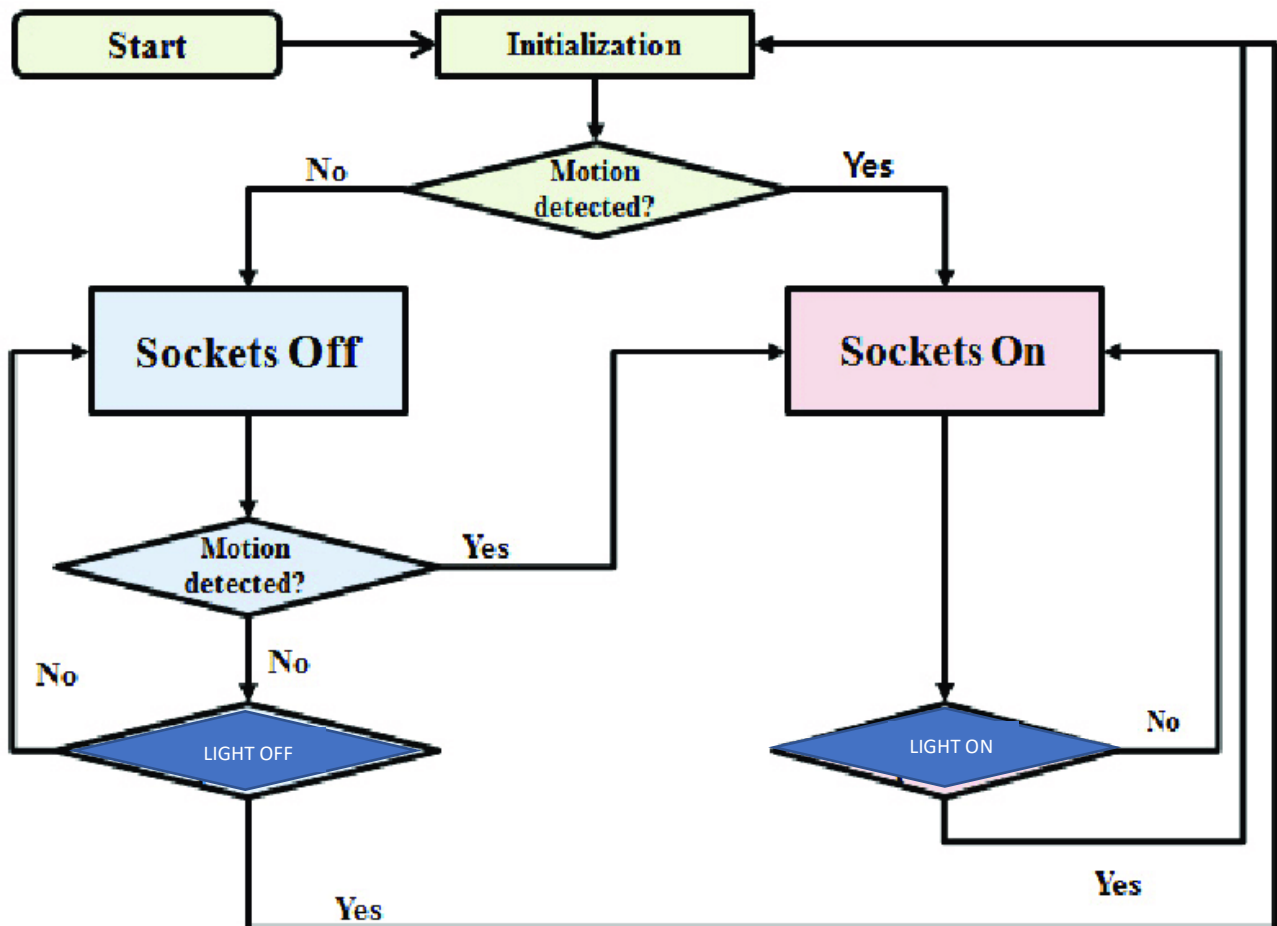 Start
Initialization
No
Motion
detected?
Yes
Sockets Off
Sockets On
Motion
detected?
Yes
No
No
LIGHT OFF
LIGHT ON
No
Yes
Yes